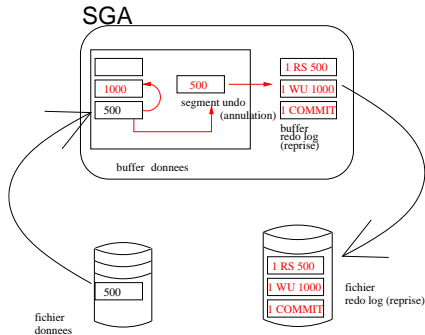 SGA
1000
500
500
segment undo
(annulation)
1 RS 500
1 WU 1000
1 COMMIT
buffer
redo log
(reprise)
buffer donnees
500
fichier
donnees
1 RS 500
1 WU 1000
1 COMMIT
fichier
redo log (reprise)